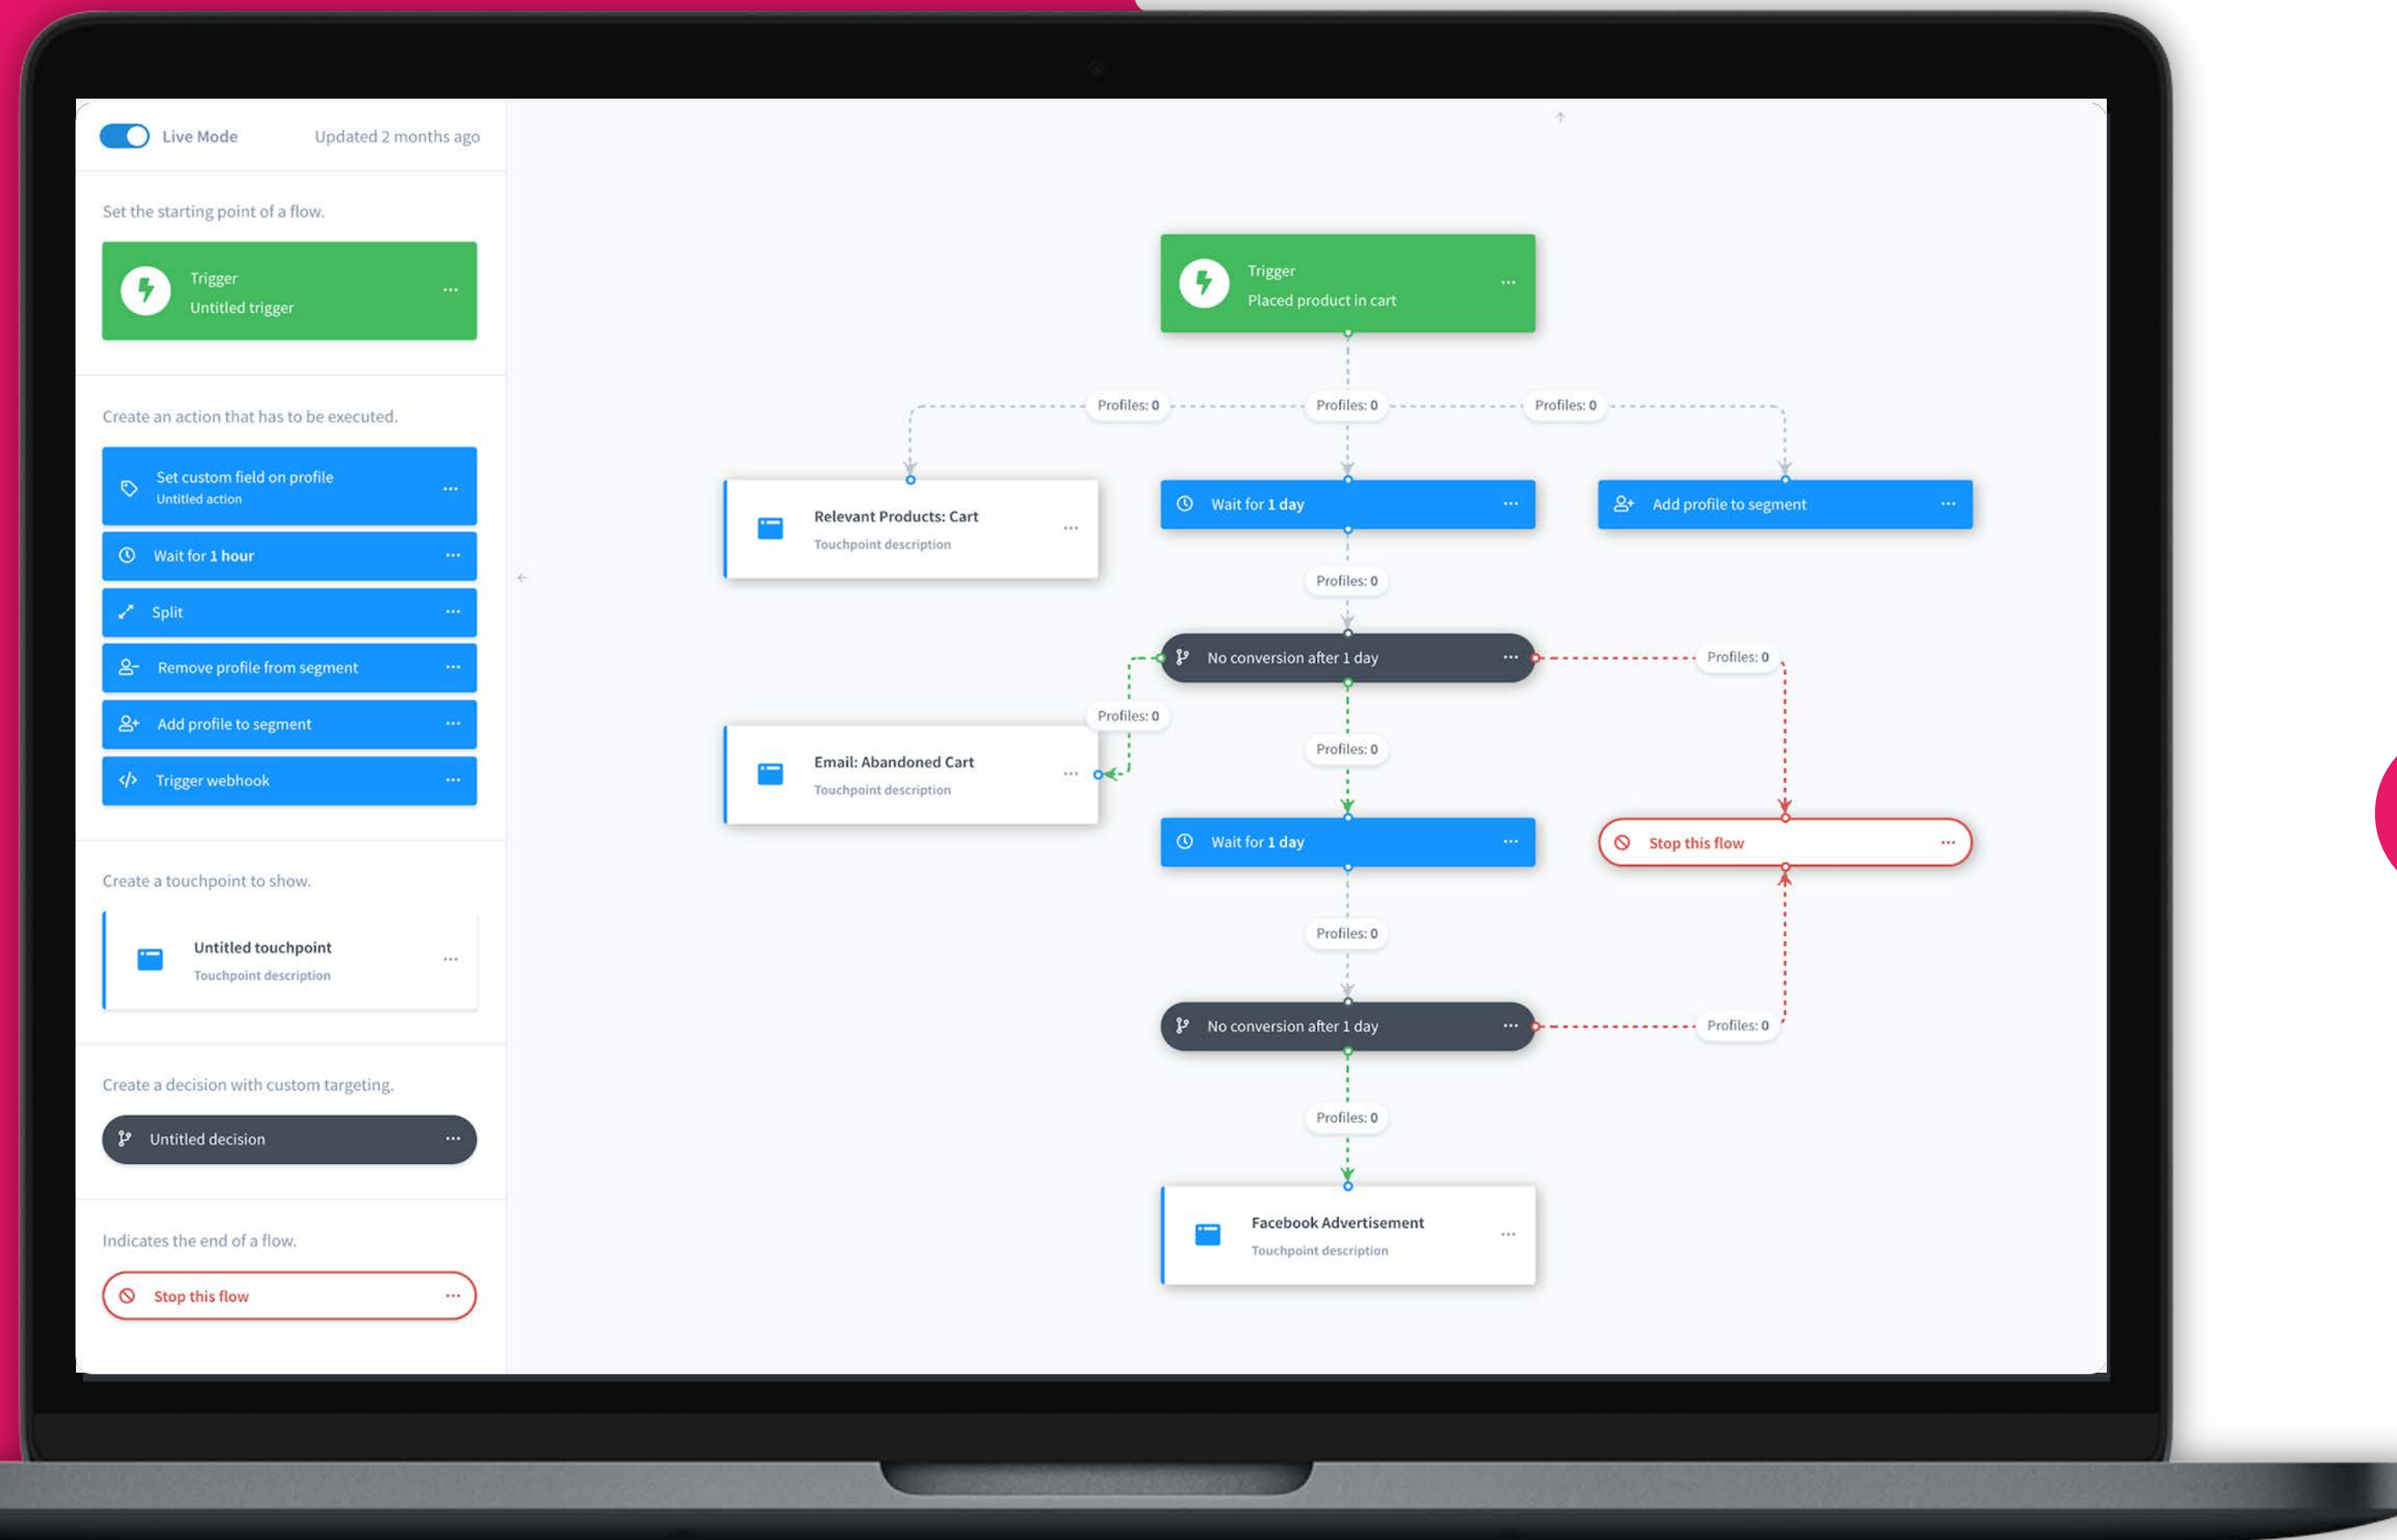 Live Mode
Updated 2 months ago
Set the starting point of a flow.
Trigger
Untitled trigger
Create an action that has to be executed.
Set custom field on profile
Untitled action
Wait for 1 hour
Split
Remove profile from segment
Add profile to segment
Trigger webhook
Create a touchpoint to show.
Untitled touchpoint
Touchpoint description
Create a decision with custom targeting.
Untitled decision
Indicates the end of a flow.
Stop this flow
Trigger
Placed product in cart
Profiles: 0
Profiles: 0
Profiles: 0
Relevant Products: Cart
Touchpoint description
Wait for 1 day
Add profile to segment
Profiles: 0
No conversion after 1 day
Profiles: 0
Profiles: 0
Profiles: 0
Email: Abandoned Cart
Touchpoint description
Wait for 1 day
Stop this flow
Profiles: 0
No conversion after 1 day
Profiles: 0
Profiles: 0
Facebook Advertisement
Touchpoint description